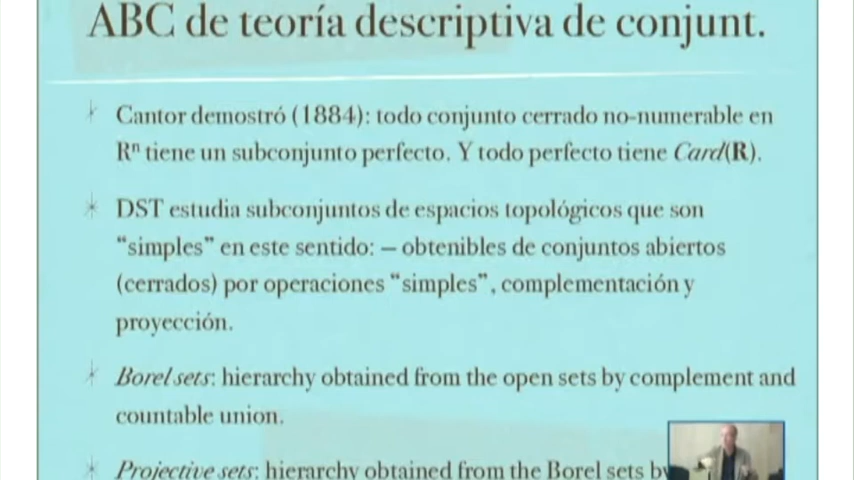 ABC de teoría descriptiva de conjunt.
Cantor demostró (1884): todo conjunto cerrado no-numerable en
Rⁿ tiene un subconjunto perfecto. Y todo perfecto tiene Card(R).
DST estudia subconjuntos de espacios topológicos que son
“simples” en este sentido: — obtenibles de conjuntos abiertos
(cerrados) por operaciones “simples”, complementación y
proyección.
Borel sets: hierarchy obtained from the open sets by complement and
countable union.
Projective sets: hierarchy obtained from the Borel sets by